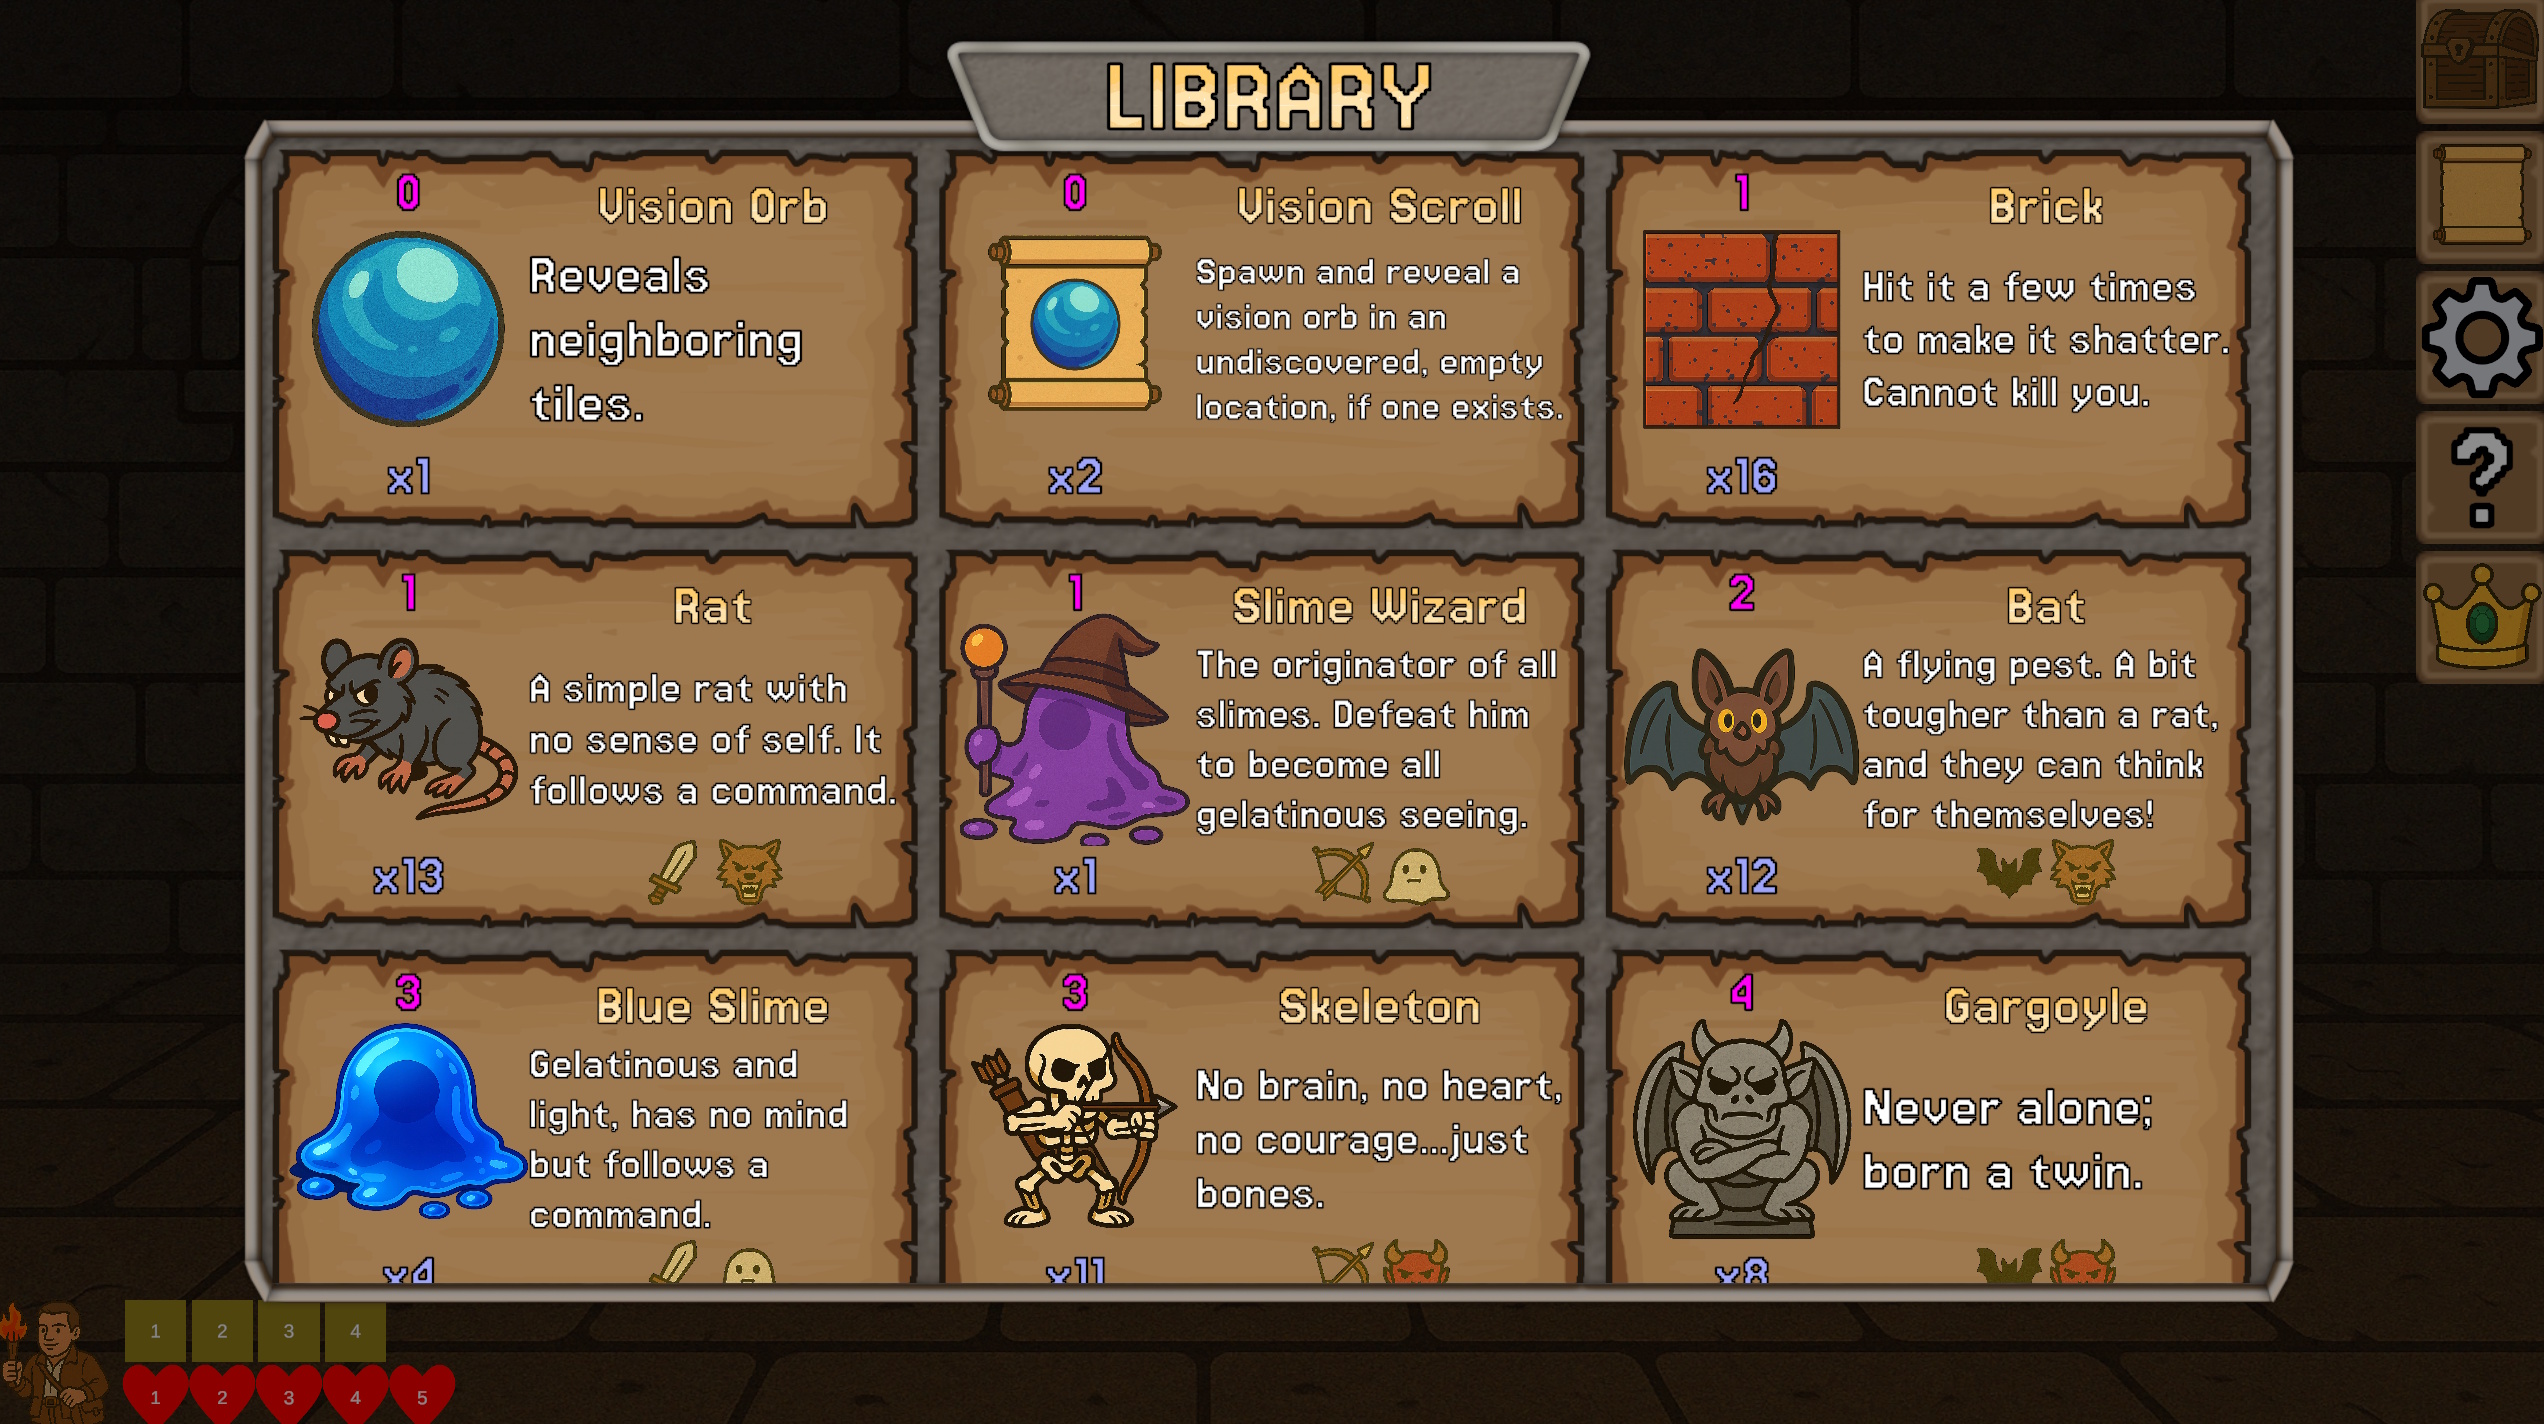 LIBRARY
0
Vision Orb
Reveals
neighboring
tiles.
x1
0
Vision Scroll
Spawn and reveal a
vision orb in an
undiscovered, empty
location, if one exists.
x2
1
Brick
Hit it a few times
to make it shatter.
Cannot kill you.
x16
1
Rat
A simple rat with
no sense of self. It
follows a command.
x13
1
Slime Wizard
The originator of all
slimes. Defeat him
to become all
gelatinous seeing.
x1
2
Bat
A flying pest. A bit
tougher than a rat,
and they can think
for themselves!
x12
3
Blue Slime
Gelatinous and
light, has no mind
but follows a
command.
x4
3
Skeleton
No brain, no heart,
no courage...just
bones.
x11
4
Gargoyle
Never alone;
born a twin.
x8
?
1 2 3 4
1 2 3 4 5